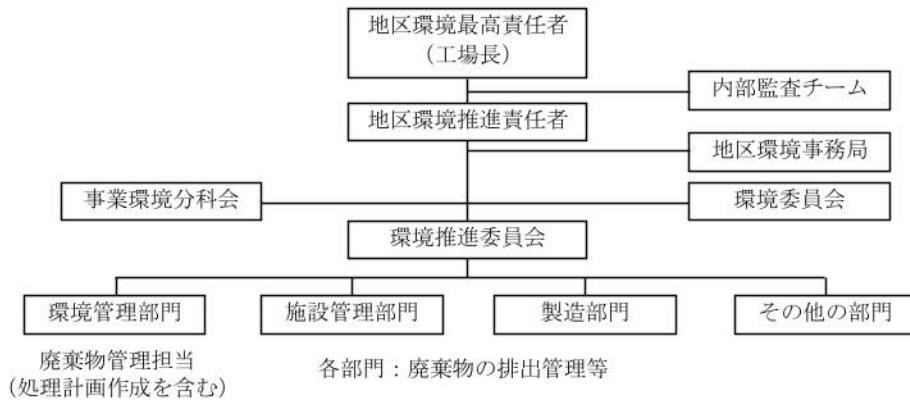 地区環境最高責任者
（工場長）
内部監査チーム
地区環境推進責任者
地区環境事務局
事業環境分科会
環境委員会
環境推進委員会
環境管理部門
施設管理部門
製造部門
その他の部門
廃棄物管理担当
（処理計画作成を含む）
各部門：廃棄物の排出管理等